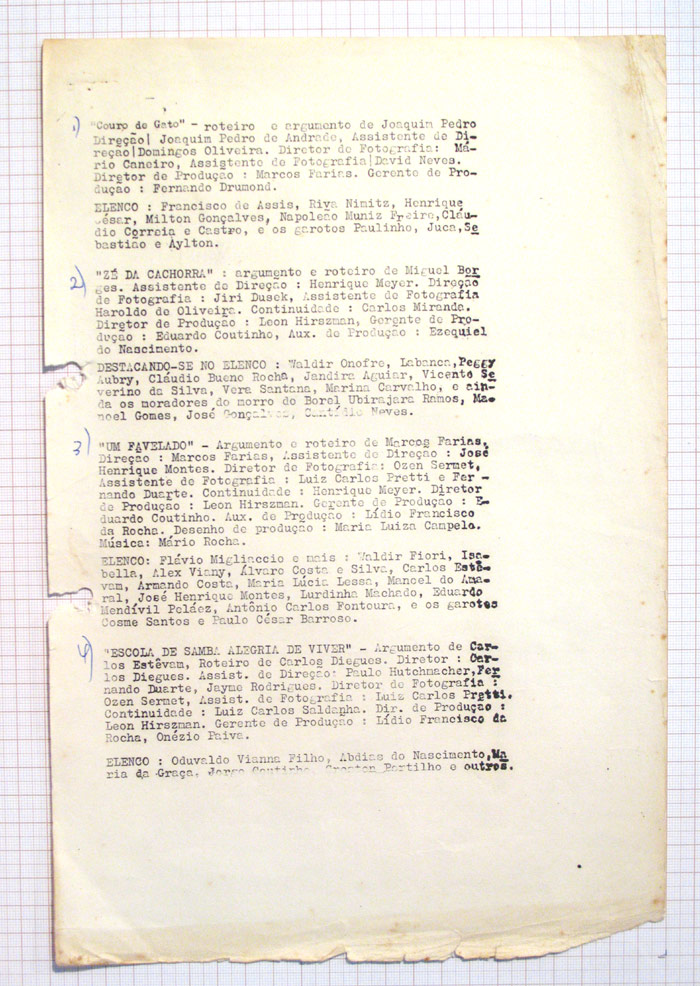 1) "Couro de Gato" - roteiro e argumento de Joaquim Pedro
Direção| Joaquim Pedro de Andrade, Assistente de Di-
reção|Domingos Oliveira. Diretor de Fotografia: Má-
rio Caneiro, Assistente de Fotografia|David Neves.
Diretor de Produção : Marcos Farias. Gerente de Pro-
dução : Fernando Drumond.
ELENCO : Francisco de Assis, Riva Nimitz, Henrique
César, Milton Gonçalves, Napoleão Muniz Freire,Cláu-
dio Correia e Castro, e os garotos Paulinho, Juca,Se
bastião e Aylton.
2) "ZÉ DA CACHORRA" : argumento e roteiro de Miguel Bor
ges. Assistente de Direção : Henrique Meyer. Direção
de Fotografia : Jiri Dusek, Assistente de Fotografia
Haroldo de Oliveira. Continuidade : Carlos Miranda.
Diretor de Produção : Leon Hirszman, Gerente de Pro-
dução : Eduardo Coutinho, Aux. de Produção : Ezequiel
do Nascimento.
DESTACANDO-SE NO ELENCO : Waldir Onofre, Labanca,Peggy
Aubry, Cláudio Bueno Rocha, Jandira Aguiar, Vicente Se
verino da Silva, Vera Santana, Marina Carvalho, e ain-
da os moradores do morro do Borel Ubirajara Ramos, Ma-
noel Gomes, José Gonçalves, Cantídio Neves.
3) "UM FAVELADO" - Argumento e roteiro de Marcos Farias.
Direção : Marcos Farias, Assistente de Direção : José
Henrique Montes. Diretor de Fotografia: Ozen Sermet.
Assistente de Fotografia : Luiz Carlos Pretti e Fer -
nando Duarte. Continuidade : Henrique Meyer. Diretor
de Produção : Leon Hirszman. Gerente de Produção : E-
duardo Coutinho. Aux. de Produção : Lídio Francisco
da Rocha. Desenho de produção : Maria Luiza Campelo.
Música: Mário Rocha.
ELENCO: Flávio Migliaccio e mais : Waldir Fiori, Isa-
bella, Alex Viany, Álvaro Costa e Silva, Carlos Estê-
vam, Armando Costa, Maria Lúcia Lessa, Manoel do Ama-
ral, José Henrique Montes, Lurdinha Machado, Eduardo
Mendívil Peláez, Antônio Carlos Fontoura, e os garotos
Cosme Santos e Paulo César Barroso.
4) "ESCOLA DE SAMBA ALEGRIA DE VIVER" - Argumento de Car-
los Estêvam, Roteiro de Carlos Diegues. Diretor : Car-
los Diegues. Assist. de Direção: Paulo Hutchmacher,Fer
nando Duarte, Jayme Rodrigues. Diretor de Fotografia :
Ozen Sermet, Assist. de Fotografia : Luiz Carlos Pretti.
Continuidade : Luiz Carlos Saldanha. Dir. de Produção :
Leon Hirszman. Gerente de Produção : Lídio Francisco da
Rocha, Onézio Paiva.
ELENCO : Oduvaldo Vianna Filho, Abdias do Nascimento,Ma
ria da Graça, Jorge Coutinho, Partilho e outros.